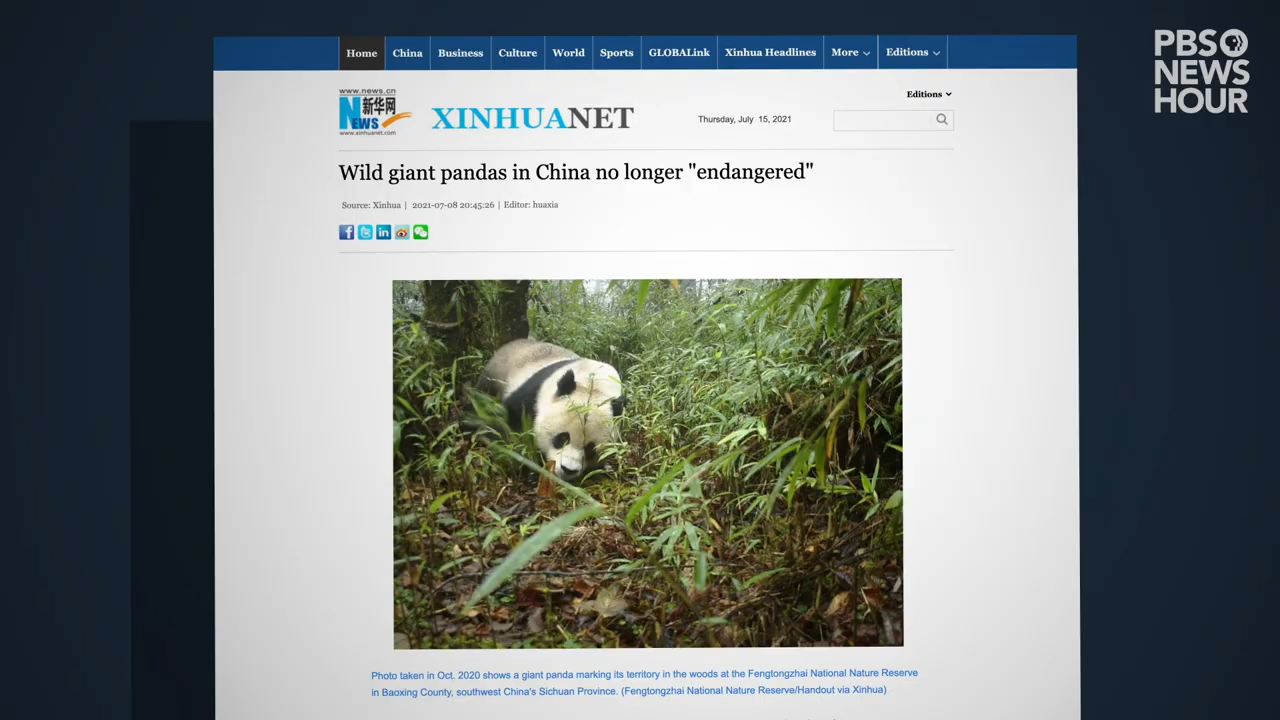 PBS
NEWS
HOUR
Home China Business Culture World Sports GLOBALink Xinhua Headlines More Editions
Editions
www.news.cn
新华网
NEWS
www.xinhuanet.com
XINHUANET
Thursday, July 15, 2021
Wild giant pandas in China no longer "endangered"
Source: Xinhua | 2021-07-08 20:45:26 | Editor: huaxia
Photo taken in Oct. 2020 shows a giant panda marking its territory in the woods at the Fengtongzhai National Nature Reserve
in Baoxing County, southwest China's Sichuan Province. (Fengtongzhai National Nature Reserve/Handout via Xinhua)